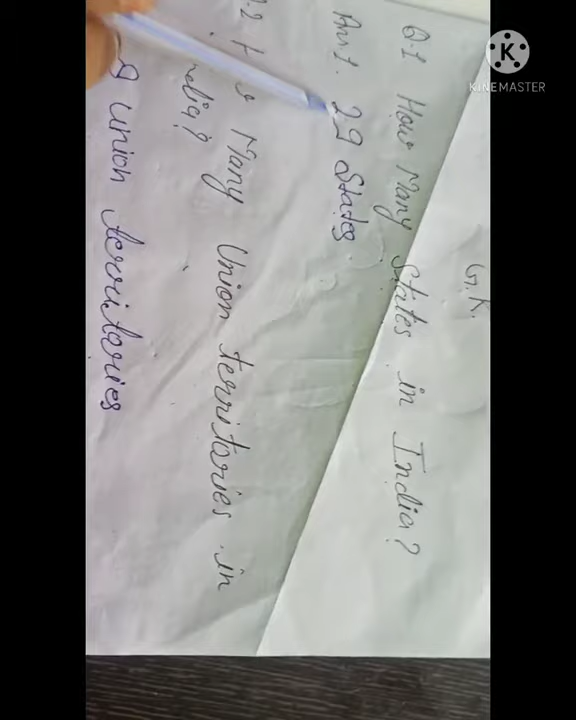 G.K.
Q.1 How Many States in India?
Ans 1. 29 States
Many Union territories in
9 Union territories
KINEMASTER